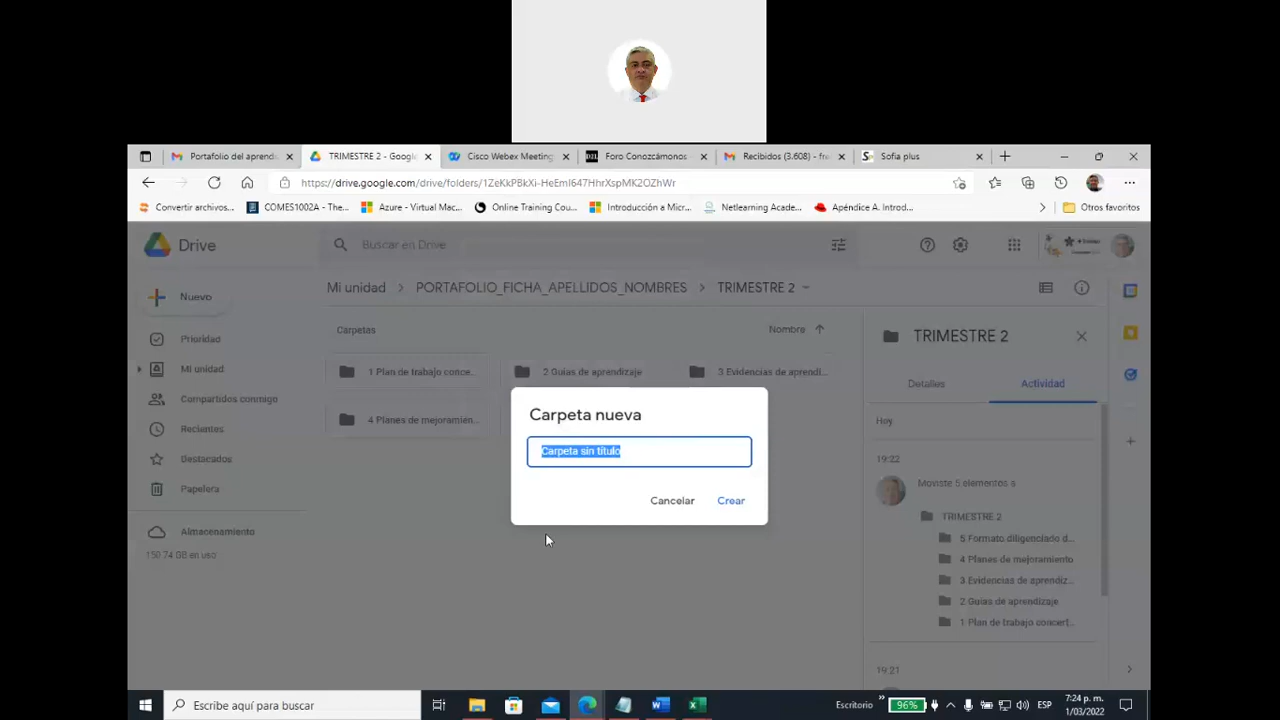 Portafolio del aprend
TRIMESTRE 2 - Google
Cisco Webex Meeting
Foro Conozcámonos
Recibidos (3.608) - fre
Sofia plus
https://drive.google.com/drive/folders/1ZeKkPBkXi-HeEmI647HhrXspMK2OZhWr
Convertir archivos...
COMES1002A - The...
Azure - Virtual Mac...
Online Training Cou...
Introducción a Micr...
Netlearning Acade...
Apéndice A. Introd...
Otros favoritos
Drive
Buscar en Drive
Nuevo
Mi unidad
PORTAFOLIO_FICHA_APELLIDOS_NOMBRES
TRIMESTRE 2
Prioridad
Mi unidad
Compartidos conmigo
Recientes
Destacados
Papelera
Almacenamiento
150.74 GB en uso
Carpetas
Nombre
1 Plan de trabajo conce...
2 Guias de aprendizaje
3 Evidencias de aprendi...
4 Planes de mejoramien...
Carpeta nueva
Carpeta sin título
Cancelar
Crear
TRIMESTRE 2
Detalles
Actividad
Hoy
19:22
Moviste 5 elementos a
TRIMESTRE 2
5 Formato diligenciado d...
4 Planes de mejoramiento
3 Evidencias de aprendiz...
2 Guias de aprendizaje
1 Plan de trabajo concert...
19:21
Escribe aquí para buscar
Escritorio
96%
ESP
7:24 p. m.
1/03/2022